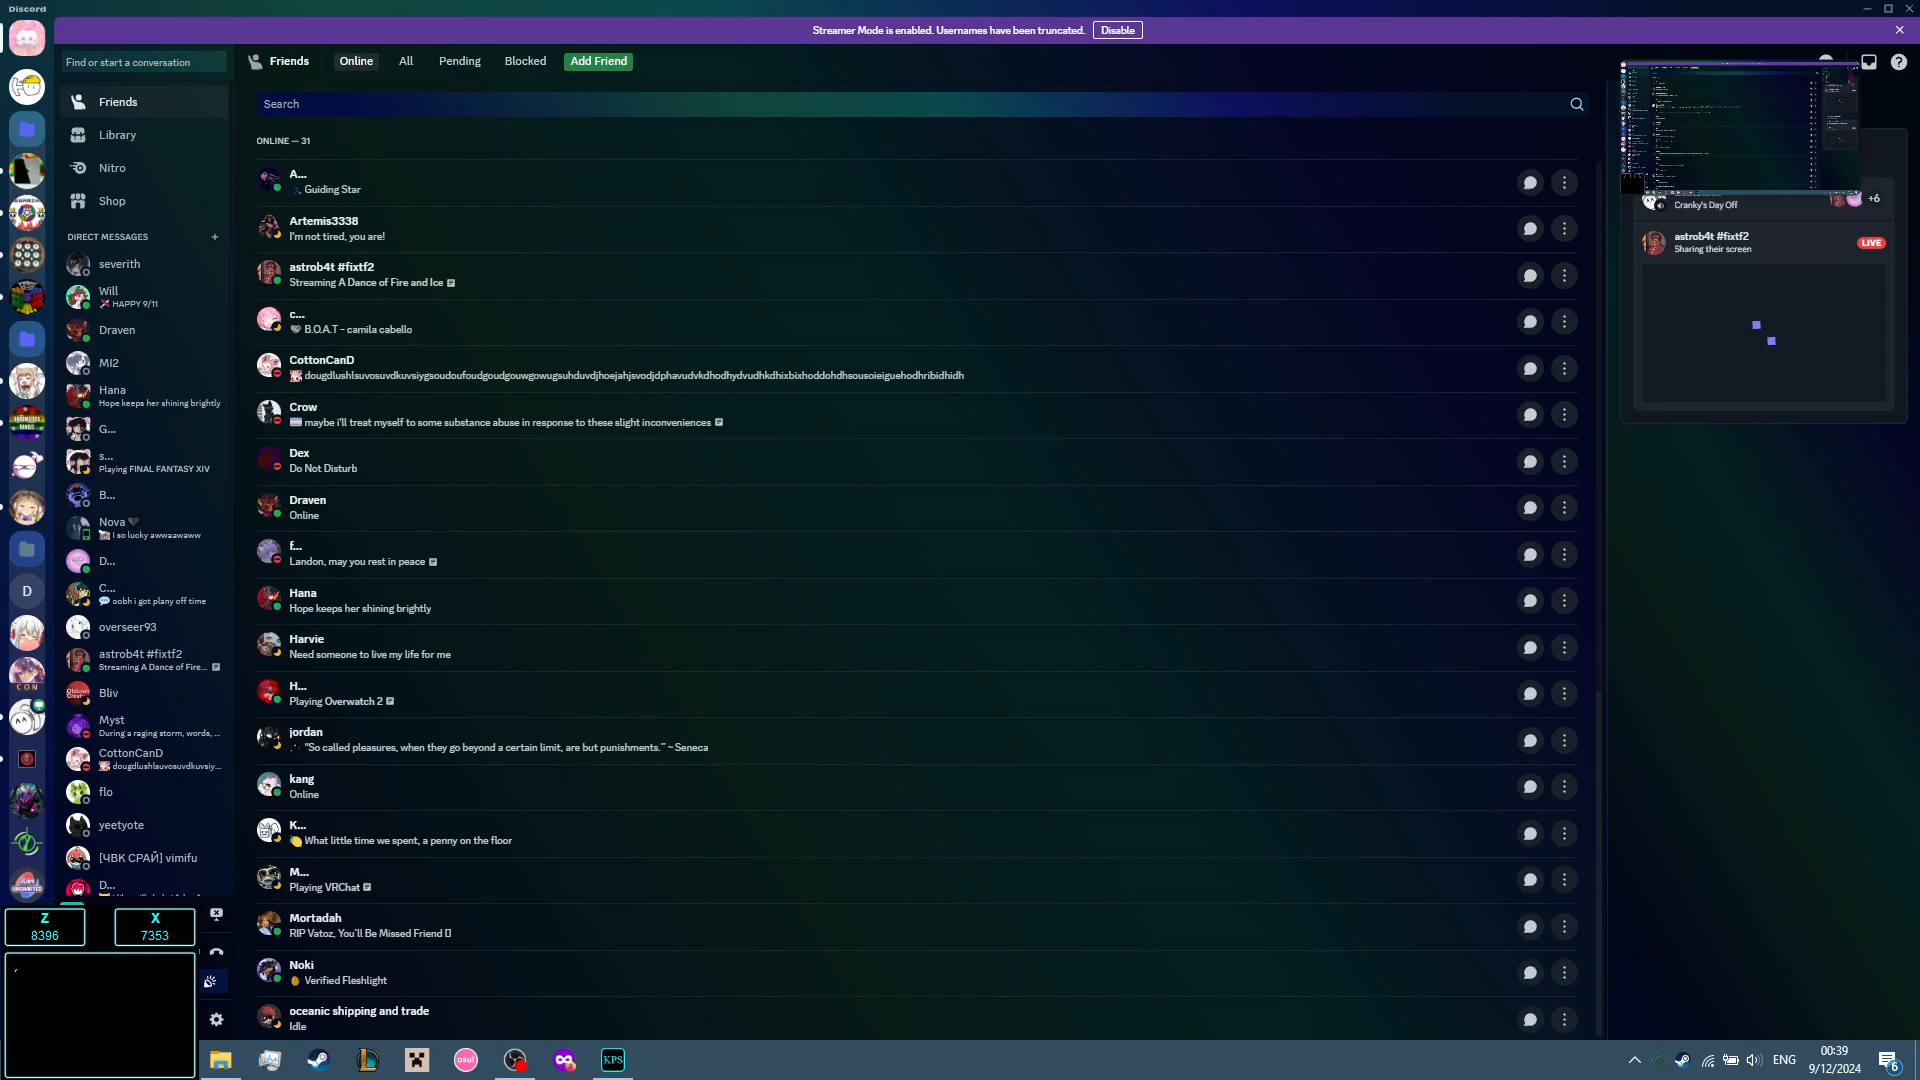 Discord
Streamer Mode is enabled. Usernames have been truncated.
Disable
Find or start a conversation
Friends
Online
All
Pending
Blocked
Add Friend
Friends
Library
Nitro
Shop
DIRECT MESSAGES
severith
Will
HAPPY 9/11
Draven
MI2
Hana
Hope keeps her shining brightly
G...
s...
Playing FINAL FANTASY XIV
B...
Nova
I so lucky awwaawaww
D...
C...
oobh i got plany off time
overseer93
astrob4t #fixtf2
Streaming A Dance of Fire...
Bliv
Myst
During a raging storm, words, ...
CottonCanD
dougdlushlsuvosuvdkuvsiy...
flo
yeetyote
[ЧВК СРАЙ] vimifu
D...
D
CON
Z
8396
X
7353
Search
ONLINE — 31
A...
Guiding Star
Artemis3338
I'm not tired, you are!
astrob4t #fixtf2
Streaming A Dance of Fire and Ice
c...
B.O.A.T - camila cabello
CottonCanD
dougdlushlsuvosuvdkuvsiygsoudoufoudgoudgouwgowugsuhduvdjhoejahjsvodjdphavudvkdhodhydvudhkdhixbixhoddohdhsousoieiguehodhribidhidh
Crow
maybe i'll treat myself to some substance abuse in response to these slight inconveniences
Dex
Do Not Disturb
Draven
Online
f...
Landon, may you rest in peace
Hana
Hope keeps her shining brightly
Harvie
Need someone to live my life for me
H...
Playing Overwatch 2
jordan
"So called pleasures, when they go beyond a certain limit, are but punishments." ~ Seneca
kang
Online
K...
What little time we spent, a penny on the floor
M...
Playing VRChat
Mortadah
RIP Vatoz, You'll Be Missed Friend
Noki
Verified Fleshlight
oceanic shipping and trade
Idle
Cranky's Day Off
+6
astrob4t #fixtf2
Sharing their screen
LIVE
osu!
KPS
ENG
00:39
9/12/2024
6